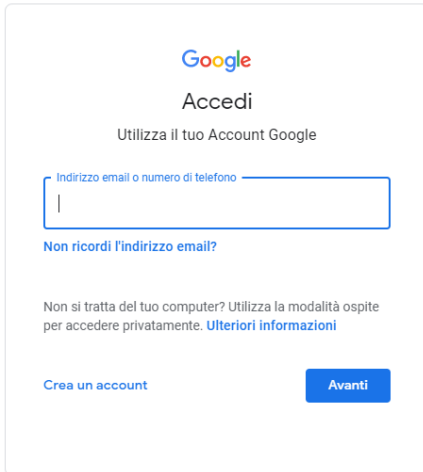 Google
Accedi
Utilizza il tuo Account Google
Indirizzo email o numero di telefono
Non ricordi l'indirizzo email?
Non si tratta del tuo computer? Utilizza la modalità ospite
per accedere privatamente. Ulteriori informazioni
Crea un account
Avanti